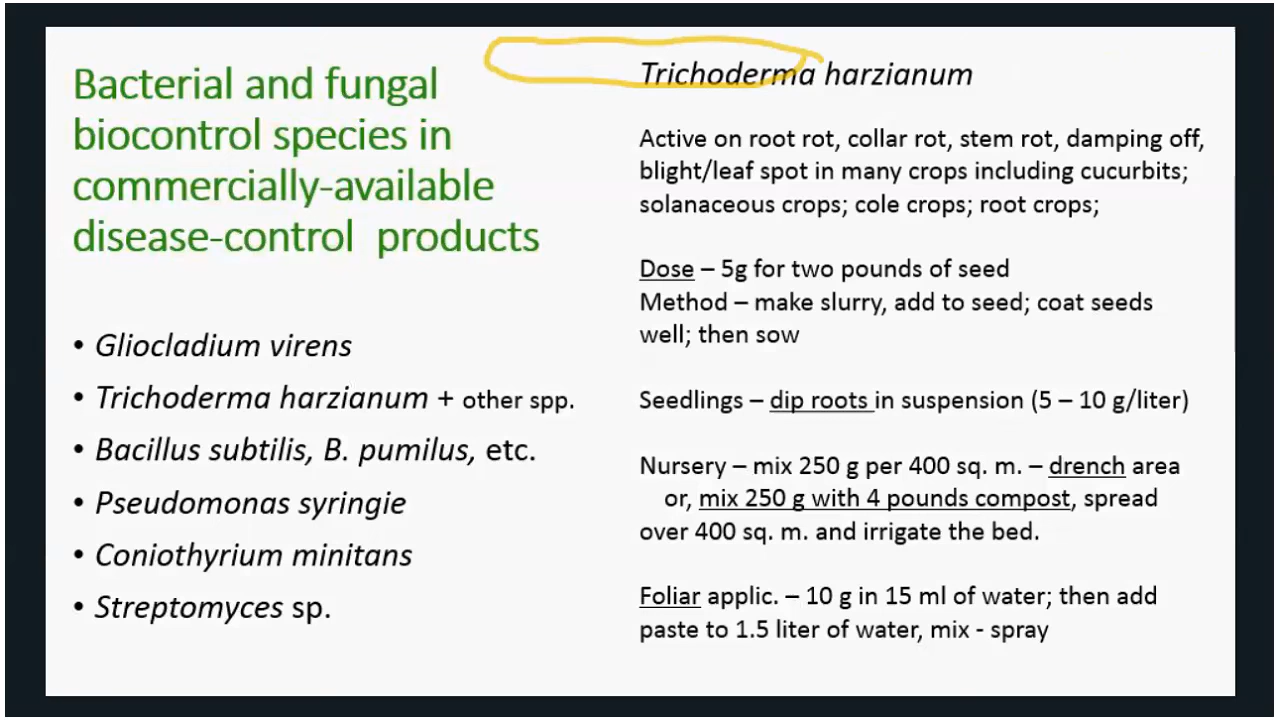 Bacterial and fungal
biocontrol species in
commercially-available
disease-control products
• Gliocladium virens
• Trichoderma harzianum + other spp.
• Bacillus subtilis, B. pumilus, etc.
• Pseudomonas syringie
• Coniothyrium minitans
• Streptomyces sp.
Trichoderma harzianum
Active on root rot, collar rot, stem rot, damping off,
blight/leaf spot in many crops including cucurbits;
solanaceous crops; cole crops; root crops;
Dose – 5g for two pounds of seed
Method – make slurry, add to seed; coat seeds
well; then sow
Seedlings – dip roots in suspension (5 – 10 g/liter)
Nursery – mix 250 g per 400 sq. m. – drench area
or, mix 250 g with 4 pounds compost, spread
over 400 sq. m. and irrigate the bed.
Foliar applic. – 10 g in 15 ml of water; then add
paste to 1.5 liter of water, mix - spray